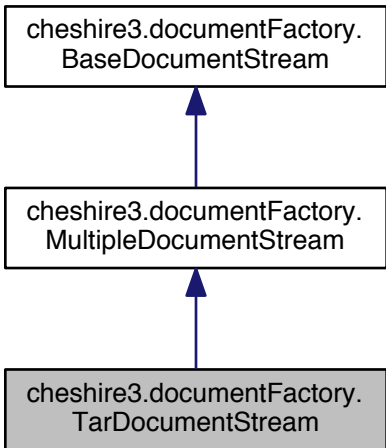 cheshire3.documentFactory.
BaseDocumentStream
cheshire3.documentFactory.
MultipleDocumentStream
cheshire3.documentFactory.
TarDocumentStream